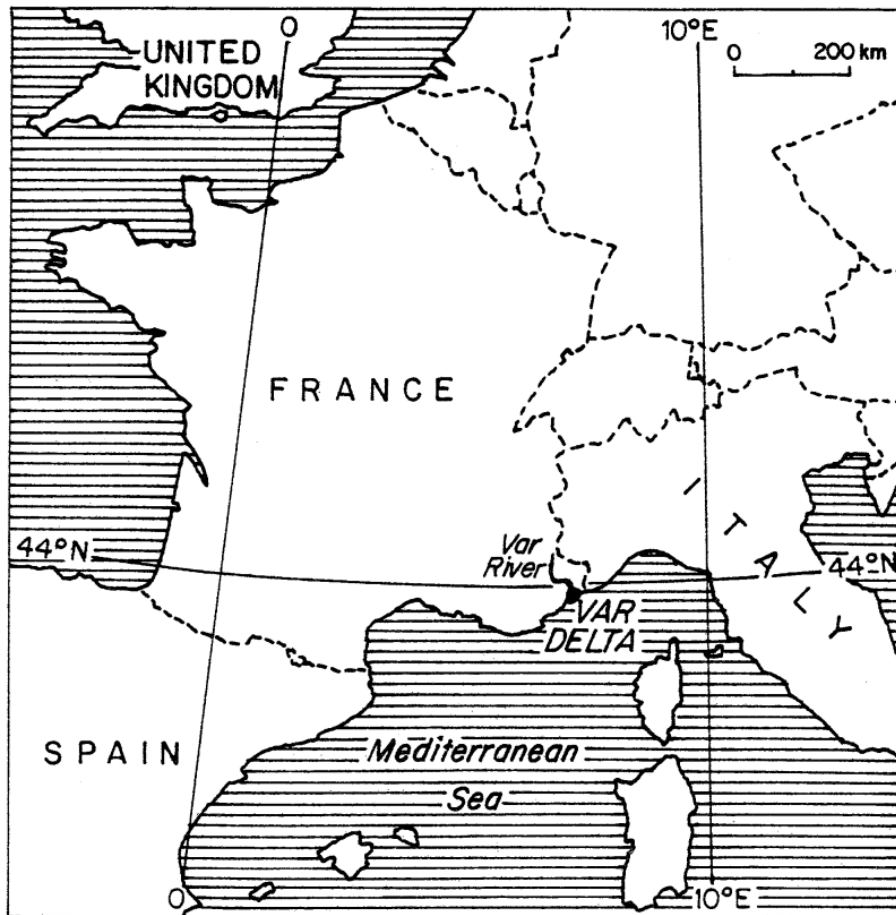 0
10°E
0 200 km
UNITED
KINGDOM
FRANCE
ITALY
44°N
Var
River
44°N
VAR
DELTA
SPAIN
Mediterranean
Sea
0
10°E